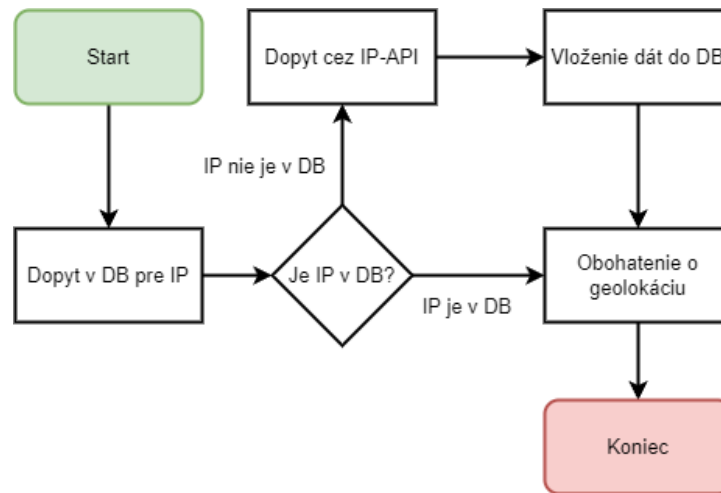 Start
Dopyt cez IP-API
Vloženie dát do DB
IP nie je v DB
Dopyt v DB pre IP
Je IP v DB?
IP je v DB
Obohatenie o
geolokáciu
Koniec